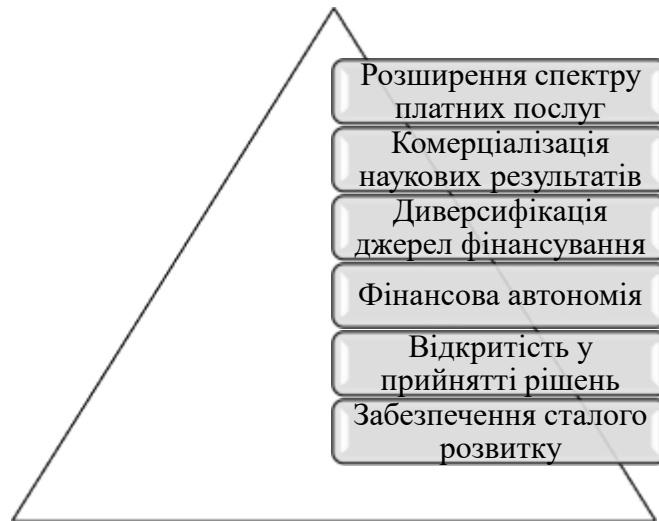 Розширення спектру
платних послуг
Комерціалізація
наукових результатів
Диверсифікація
джерел фінансування
Фінансова автономія
Відкритість у
прийнятті рішень
Забезпечення сталого
розвитку